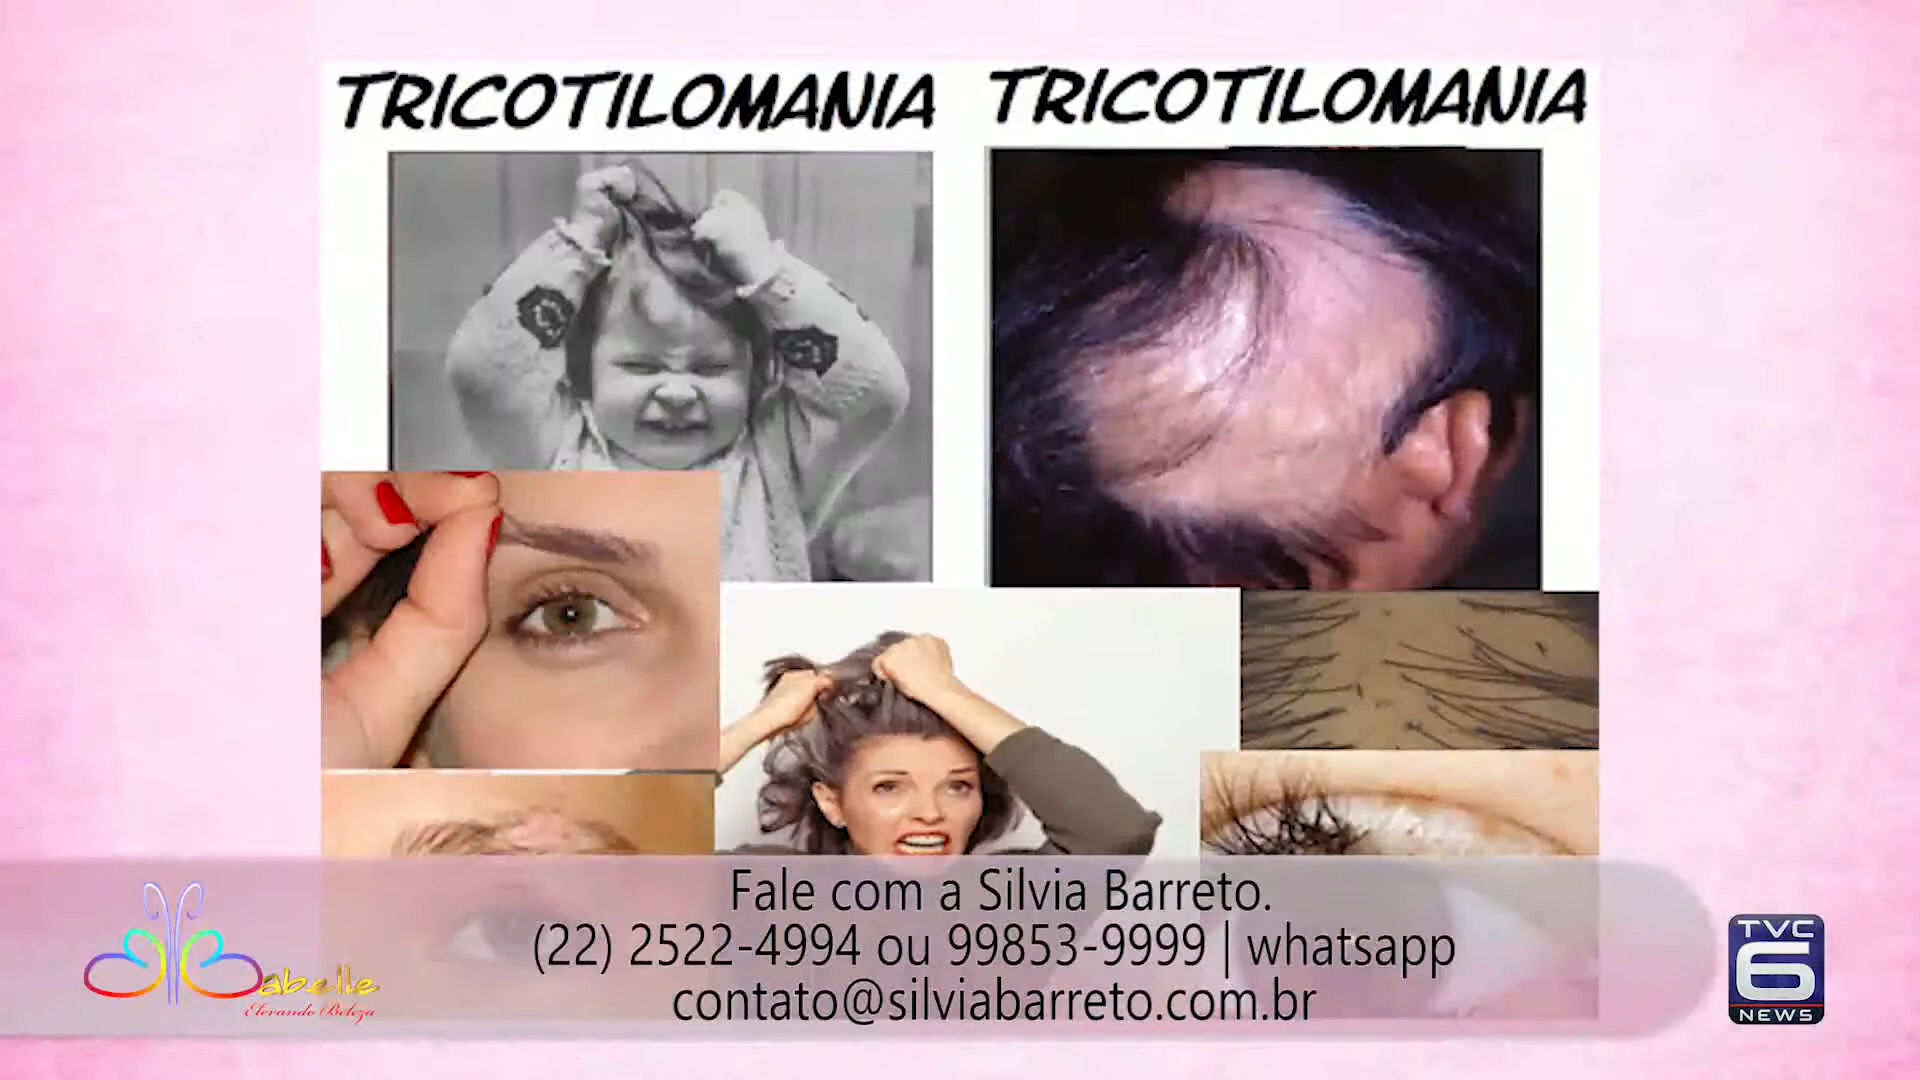 TRICOTILOMANIA
TRICOTILOMANIA
Fale com a Silvia Barreto.
(22) 2522-4994 ou 99853-9999 | whatsapp
contato@silviabarreto.com.br
Babelle
Elevando Beleza
TVC
6
NEWS